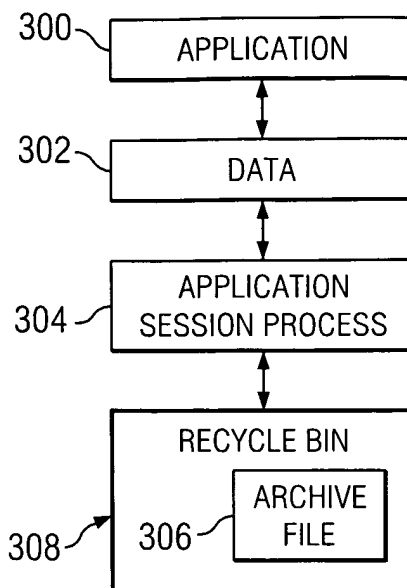 300
APPLICATION
302
DATA
304
APPLICATION
SESSION PROCESS
RECYCLE BIN
308
306
ARCHIVE
FILE